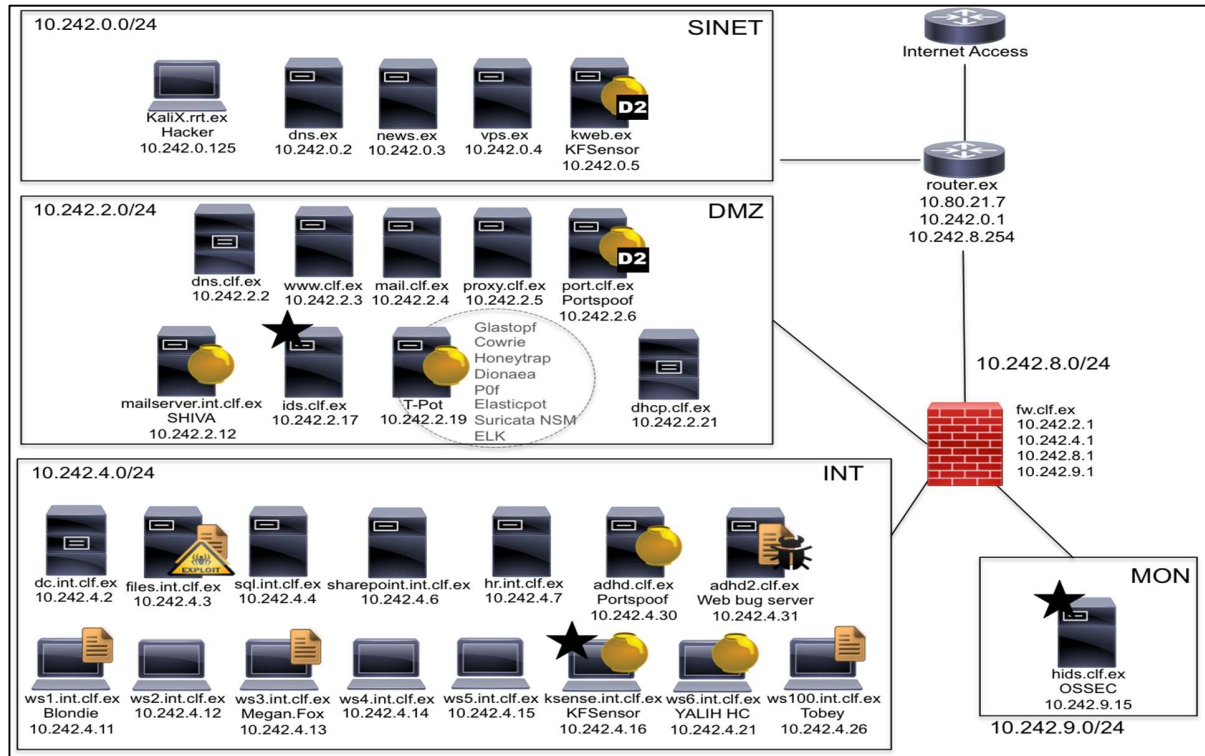 10.242.0.0/24
SINET
Internet Access
KaliX.rrt.ex
Hacker
10.242.0.125
dns.ex
10.242.0.2
news.ex
10.242.0.3
vps.ex
10.242.0.4
D2
kweb.ex
KFSensor
10.242.0.5
router.ex
10.80.21.7
10.242.0.1
10.242.8.254
10.242.2.0/24
DMZ
dns.clf.ex
10.242.2.2
www.clf.ex
10.242.2.3
mail.clf.ex
10.242.2.4
proxy.clf.ex
10.242.2.5
D2
port.clf.ex
Portspoof
10.242.2.6
mailserver.int.clf.ex
SHIVA
10.242.2.12
ids.clf.ex
10.242.2.17
T-Pot
10.242.2.19
Glastopf
Cowrie
Honeytrap
Dionaea
P0f
Elasticpot
Suricata NSM
ELK
dhcp.clf.ex
10.242.2.21
10.242.8.0/24
fw.clf.ex
10.242.2.1
10.242.4.1
10.242.8.1
10.242.9.1
10.242.4.0/24
INT
dc.int.clf.ex
10.242.4.2
EXPLOIT
files.int.clf.ex
10.242.4.3
sql.int.clf.ex
10.242.4.4
sharepoint.int.clf.ex
10.242.4.6
hr.int.clf.ex
10.242.4.7
adhd.clf.ex
Portspoof
10.242.4.30
adhd2.clf.ex
Web bug server
10.242.4.31
ws1.int.clf.ex
Blondie
10.242.4.11
ws2.int.clf.ex
10.242.4.12
ws3.int.clf.ex
Megan.Fox
10.242.4.13
ws4.int.clf.ex
10.242.4.14
ws5.int.clf.ex
10.242.4.15
ksense.int.clf.ex
KFSensor
10.242.4.16
ws6.int.clf.ex
YALIH HC
10.242.4.21
ws100.int.clf.ex
Tobey
10.242.4.26
MON
hids.clf.ex
OSSEC
10.242.9.15
10.242.9.0/24